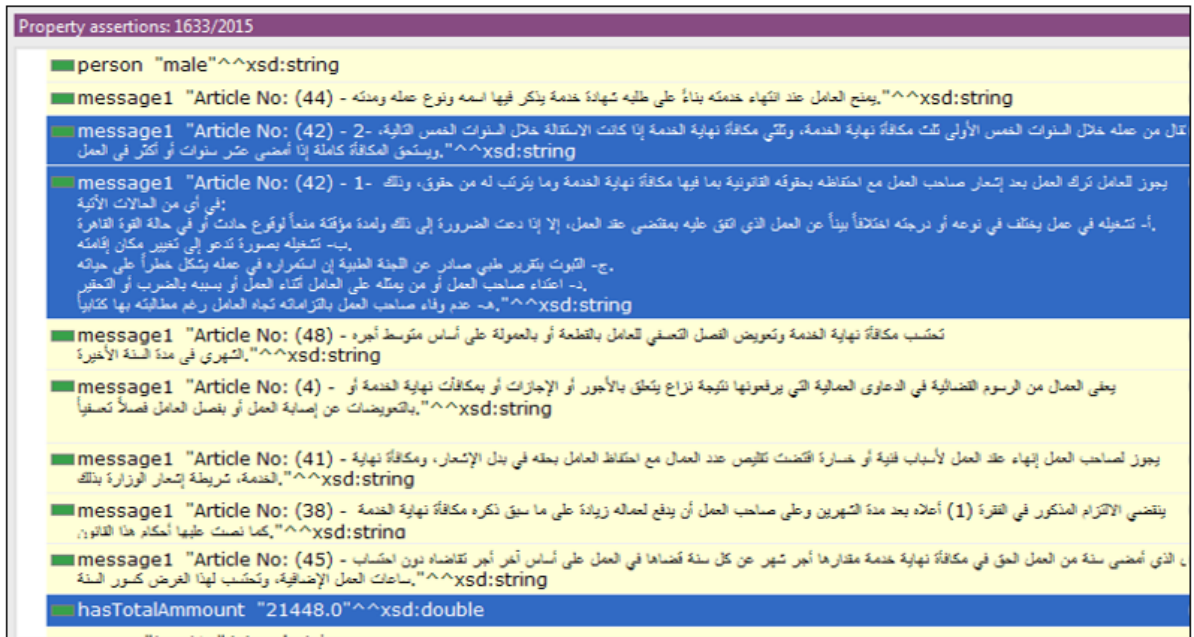 Property assertions: 1633/2015
person "male"^^xsd:string
message1 "Article No: (44) - يمنح العامل عند انتهاء خدمته بناءً على طلبه شهادة خدمة يذكر فيها اسمه ونوع عمله ومدته."^^xsd:string
message1 "Article No: (42) - 2- من عمله خلال السنوات الخمس الأولى ثلث مكافأة نهاية الخدمة، وثلثي مكافأة نهاية الخدمة إذا كانت الاستقالة خلال السنوات الخمس التالية،
ويستحق المكافأة كاملة إذا أمضى عشر سنوات أو أكثر في العمل."^^xsd:string
message1 "Article No: (42) - 1- يجوز للعامل ترك العمل بعد إشعار صاحب العمل مع احتفاظه بحقوقه القانونية بما فيها مكافأة نهاية الخدمة وما يترتب له من حقوق، وذلك
في أي من الحالات الآتية:
أ- تشغيله في عمل يختلف في نوعه أو درجته اختلافاً بيناً عن العمل الذي اتفق عليه بمقتضى عقد العمل، إلا إذا دعت الضرورة إلى ذلك ولمدة مؤقتة منعاً لوقوع حادث أو في حالة القوة القاهرة.
ب- تشغيله بصورة تدعو إلى تغيير مكان إقامته.
ج- الثبوت بتقرير طبي صادر عن اللجنة الطبية إن استمراره في عمله يشكل خطراً على حياته.
د- اعتداء صاحب العمل أو من يمثله على العامل أثناء العمل أو بسببه بالضرب أو التحقير.
هـ- عدم وفاء صاحب العمل بالتزاماته تجاه العامل رغم مطالبته بها كتابياً."^^xsd:string
message1 "Article No: (48) - تحتسب مكافأة نهاية الخدمة وتعويض الفصل التعسفي للعامل بالقطعة أو بالعمولة على أساس متوسط أجره
الشهري في مدة السنة الأخيرة."^^xsd:string
message1 "Article No: (4) - يعفى العمال من الرسوم القضائية في الدعاوى العمالية التي يرفعونها نتيجة نزاع يتعلق بالأجور أو الإجازات أو بمكافآت نهاية الخدمة أو
بالتعويضات عن إصابة العمل أو بفصل العامل فصلاً تعسفياً."^^xsd:string
message1 "Article No: (41) - يجوز لصاحب العمل إنهاء عقد العمل لأسباب فنية أو خسارة اقتضت تقليص عدد العمال مع احتفاظ العامل بحقه في بدل الإشعار، ومكافأة نهاية
الخدمة، شريطة إشعار الوزارة بذلك."^^xsd:string
message1 "Article No: (38) - ينقضي الالتزام المذكور في الفقرة (1) أعلاه بعد مدة الشهرين وعلى صاحب العمل أن يدفع لعماله زيادة على ما سبق ذكره مكافأة نهاية الخدمة
كما نصت عليها أحكام هذا القانون."^^xsd:string
message1 "Article No: (45) - الذي أمضى سنة من العمل الحق في مكافأة نهاية خدمة مقدارها أجر شهر عن كل سنة قضاها في العمل على أساس آخر أجر تقاضاه دون احتساب
ساعات العمل الإضافية، وتحتسب لهذا الغرض كسور السنة."^^xsd:string
hasTotalAmmount "21448.0"^^xsd:double